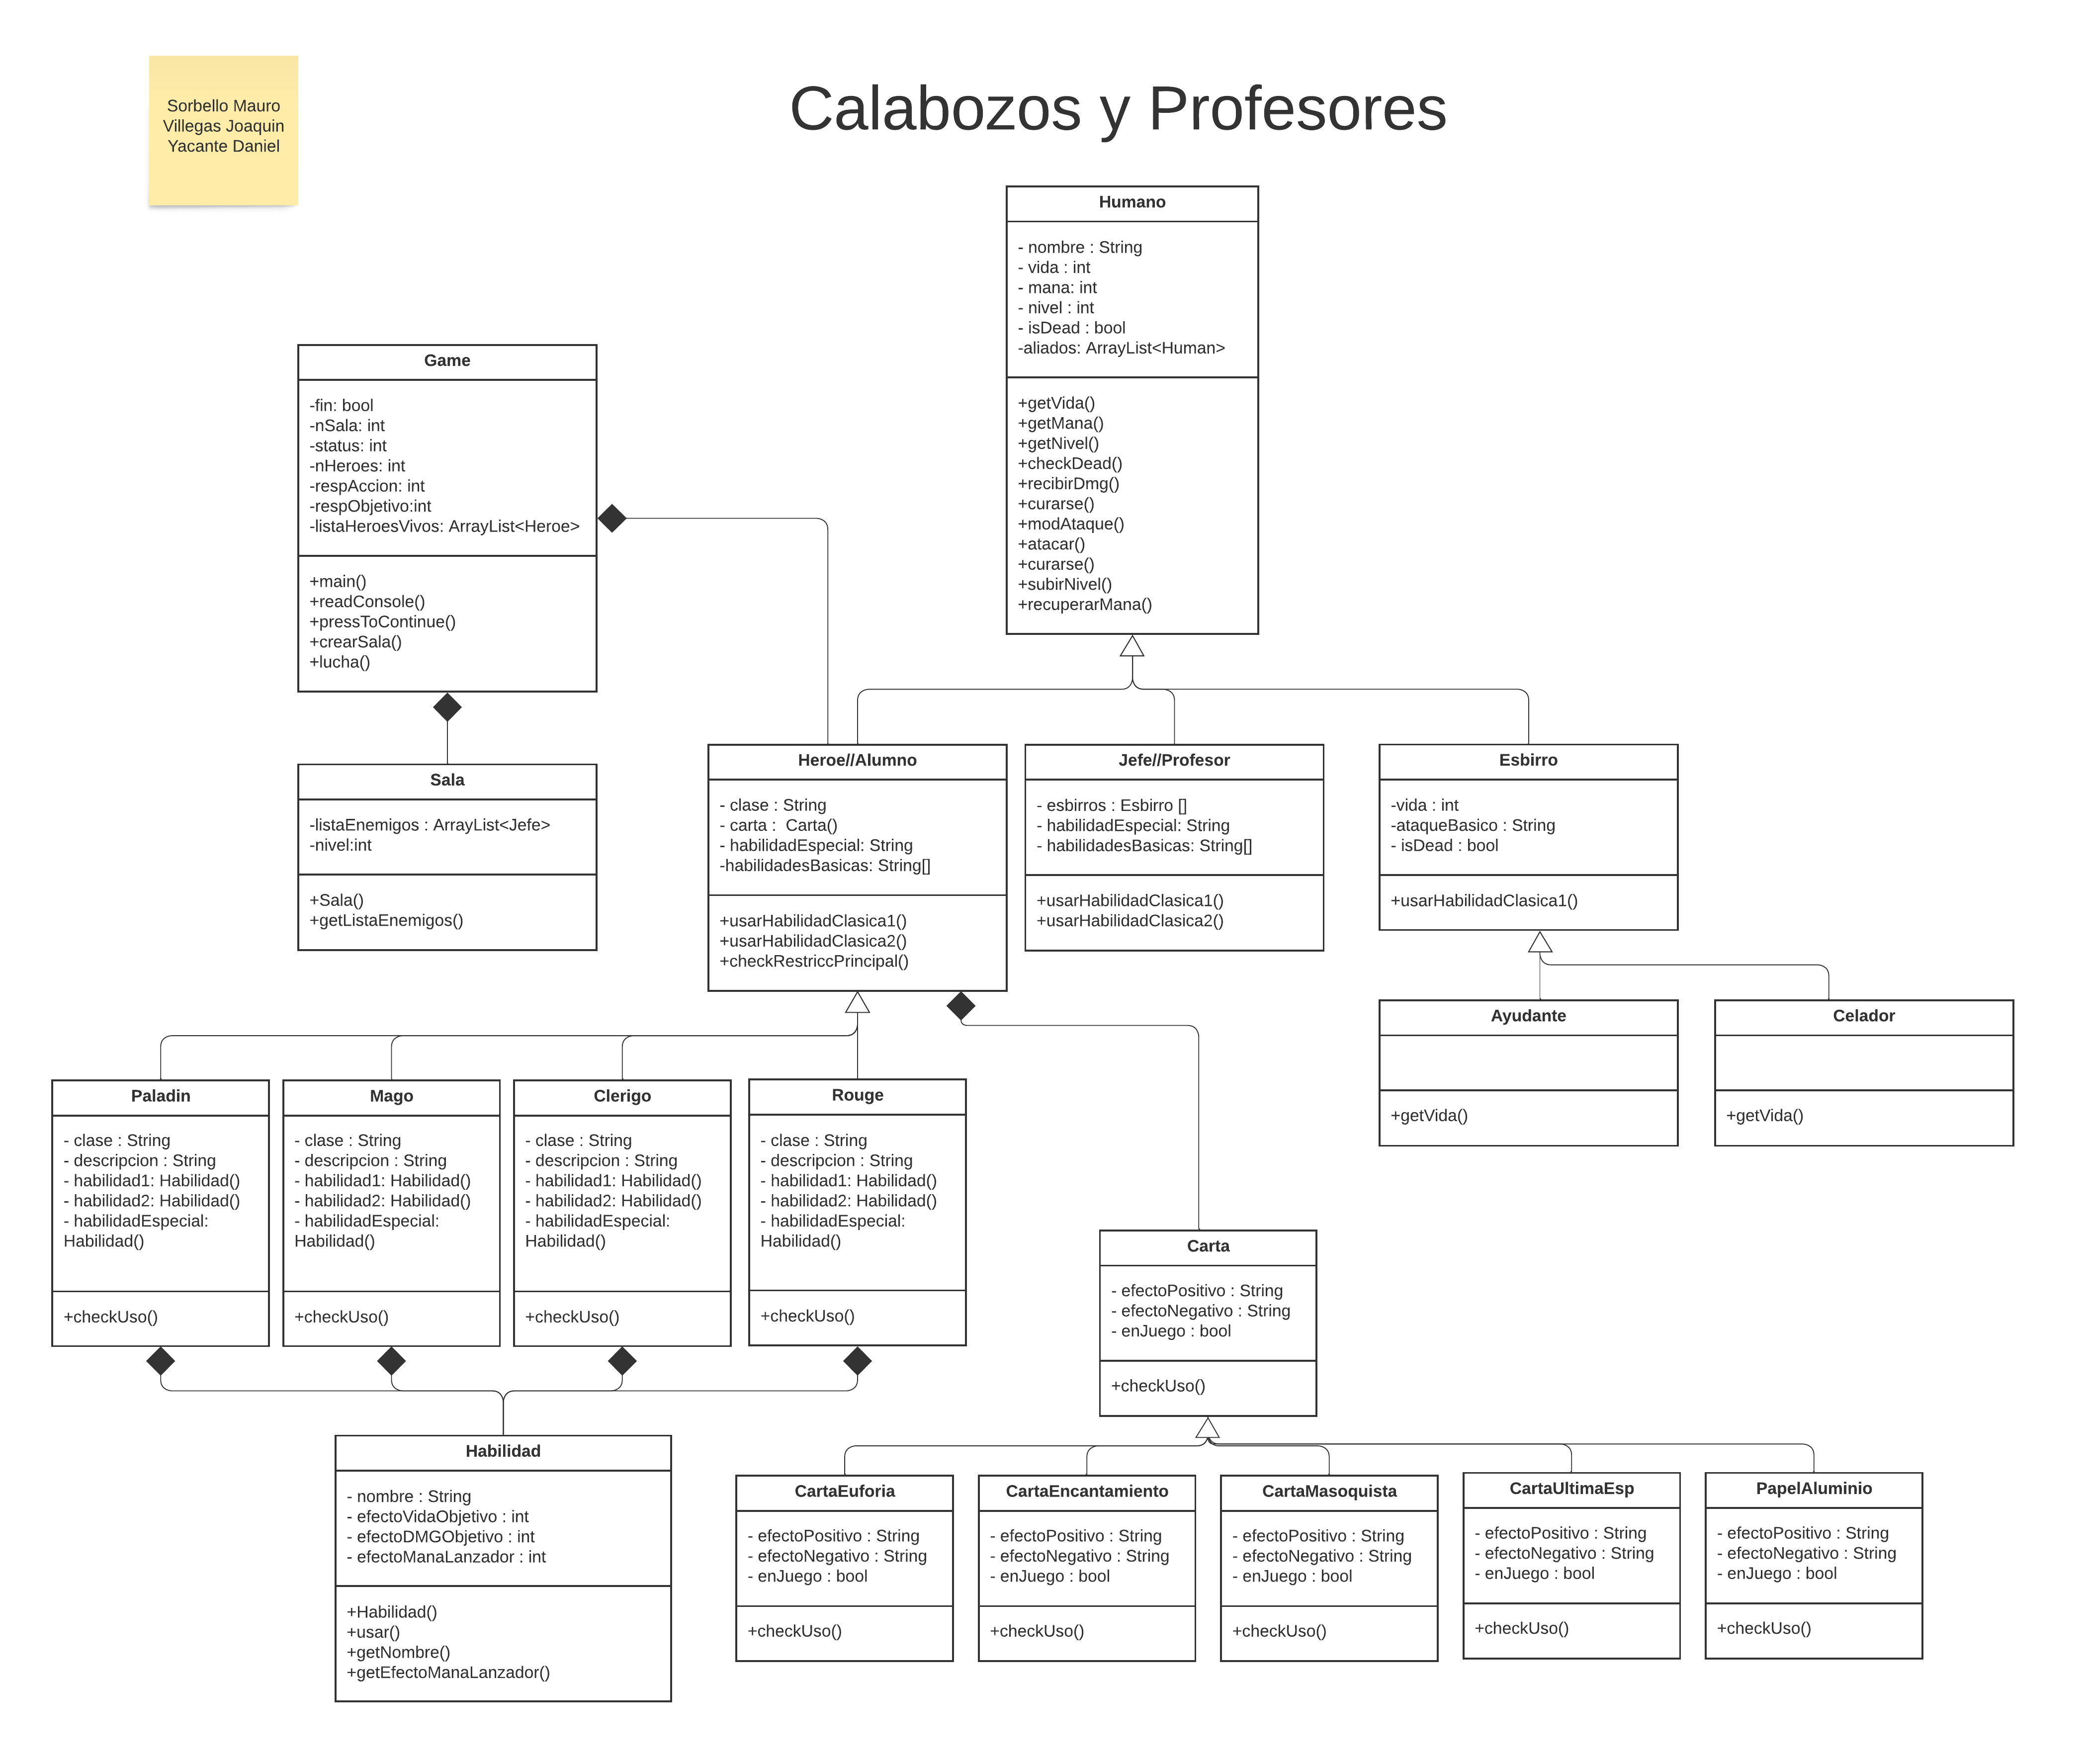 Sorbello Mauro
Villegas Joaquin
Yacante Daniel
Calabozos y Profesores
Humano
- nombre : String
- vida : int
- mana: int
- nivel : int
- isDead : bool
-aliados: ArrayList<Human>
+getVida()
+getMana()
+getNivel()
+checkDead()
+recibirDmg()
+curarse()
+modAtaque()
+atacar()
+curarse()
+subirNivel()
+recuperarMana()
Game
-fin: bool
-nSala: int
-status: int
-nHeroes: int
-respAccion: int
-respObjetivo:int
-listaHeroesVivos: ArrayList<Heroe>
+main()
+readConsole()
+pressToContinue()
+crearSala()
+lucha()
Sala
-listaEnemigos : ArrayList<Jefe>
-nivel:int
+Sala()
+getListaEnemigos()
Heroe//Alumno
- clase : String
- carta :  Carta()
- habilidadEspecial: String
-habilidadesBasicas: String[]
+usarHabilidadClasica1()
+usarHabilidadClasica2()
+checkRestriccPrincipal()
Jefe//Profesor
- esbirros : Esbirro []
- habilidadEspecial: String
- habilidadesBasicas: String[]
+usarHabilidadClasica1()
+usarHabilidadClasica2()
Esbirro
-vida : int
-ataqueBasico : String
- isDead : bool
+usarHabilidadClasica1()
Ayudante
+getVida()
Celador
+getVida()
Paladin
- clase : String
- descripcion : String
- habilidad1: Habilidad()
- habilidad2: Habilidad()
- habilidadEspecial:
Habilidad()
+checkUso()
Mago
- clase : String
- descripcion : String
- habilidad1: Habilidad()
- habilidad2: Habilidad()
- habilidadEspecial:
Habilidad()
+checkUso()
Clerigo
- clase : String
- descripcion : String
- habilidad1: Habilidad()
- habilidad2: Habilidad()
- habilidadEspecial:
Habilidad()
+checkUso()
Rouge
- clase : String
- descripcion : String
- habilidad1: Habilidad()
- habilidad2: Habilidad()
- habilidadEspecial:
Habilidad()
+checkUso()
Carta
- efectoPositivo : String
- efectoNegativo : String
- enJuego : bool
+checkUso()
Habilidad
- nombre : String
- efectoVidaObjetivo : int
- efectoDMGObjetivo : int
- efectoManaLanzador : int
+Habilidad()
+usar()
+getNombre()
+getEfectoManaLanzador()
CartaEuforia
- efectoPositivo : String
- efectoNegativo : String
- enJuego : bool
+checkUso()
CartaEncantamiento
- efectoPositivo : String
- efectoNegativo : String
- enJuego : bool
+checkUso()
CartaMasoquista
- efectoPositivo : String
- efectoNegativo : String
- enJuego : bool
+checkUso()
CartaUltimaEsp
- efectoPositivo : String
- efectoNegativo : String
- enJuego : bool
+checkUso()
PapelAluminio
- efectoPositivo : String
- efectoNegativo : String
- enJuego : bool
+checkUso()